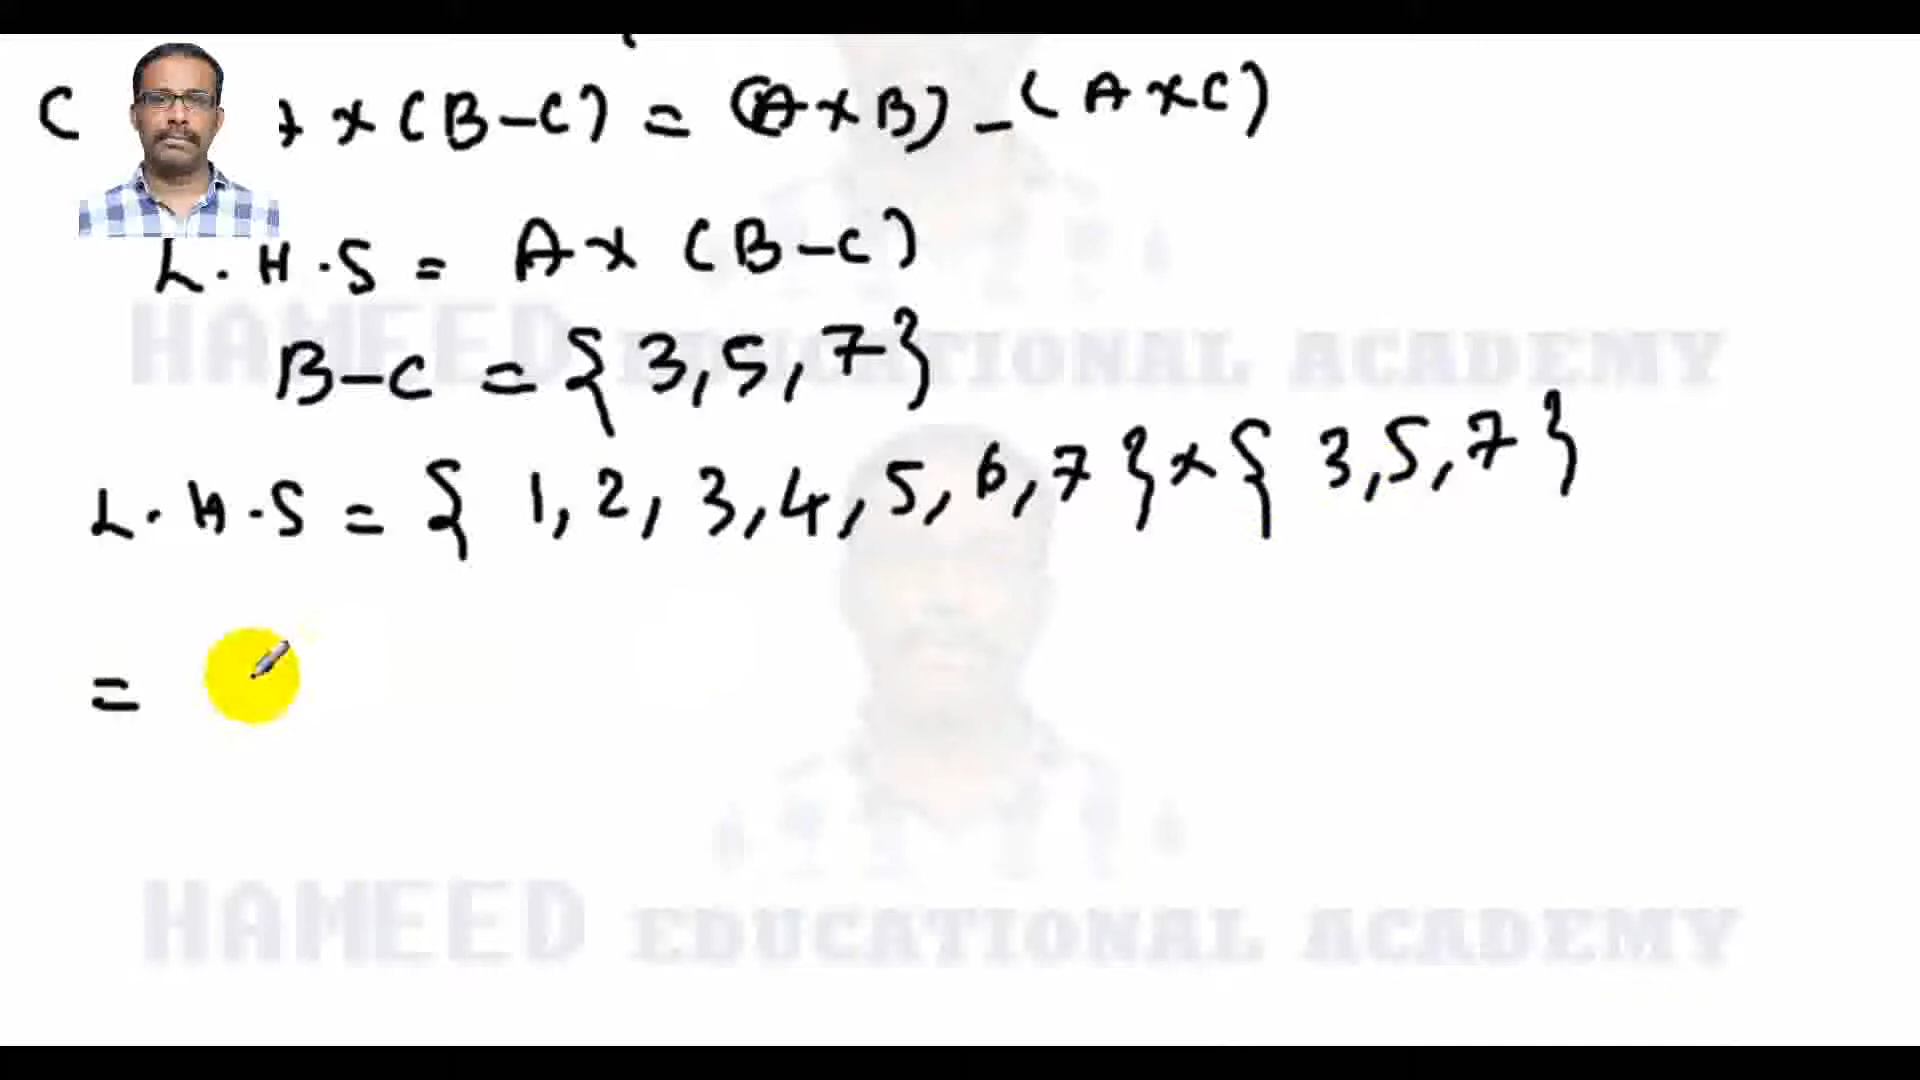 C × (B-C) = (A×B) - (A×C)
L.H.S = A× (B-C)
B-C = {3,5,7}
L.H.S = { 1,2,3,4,5,6,7}×{ 3,5,7}
=
HAMEED EDUCATIONAL ACADEMY
HAMEED EDUCATIONAL ACADEMY